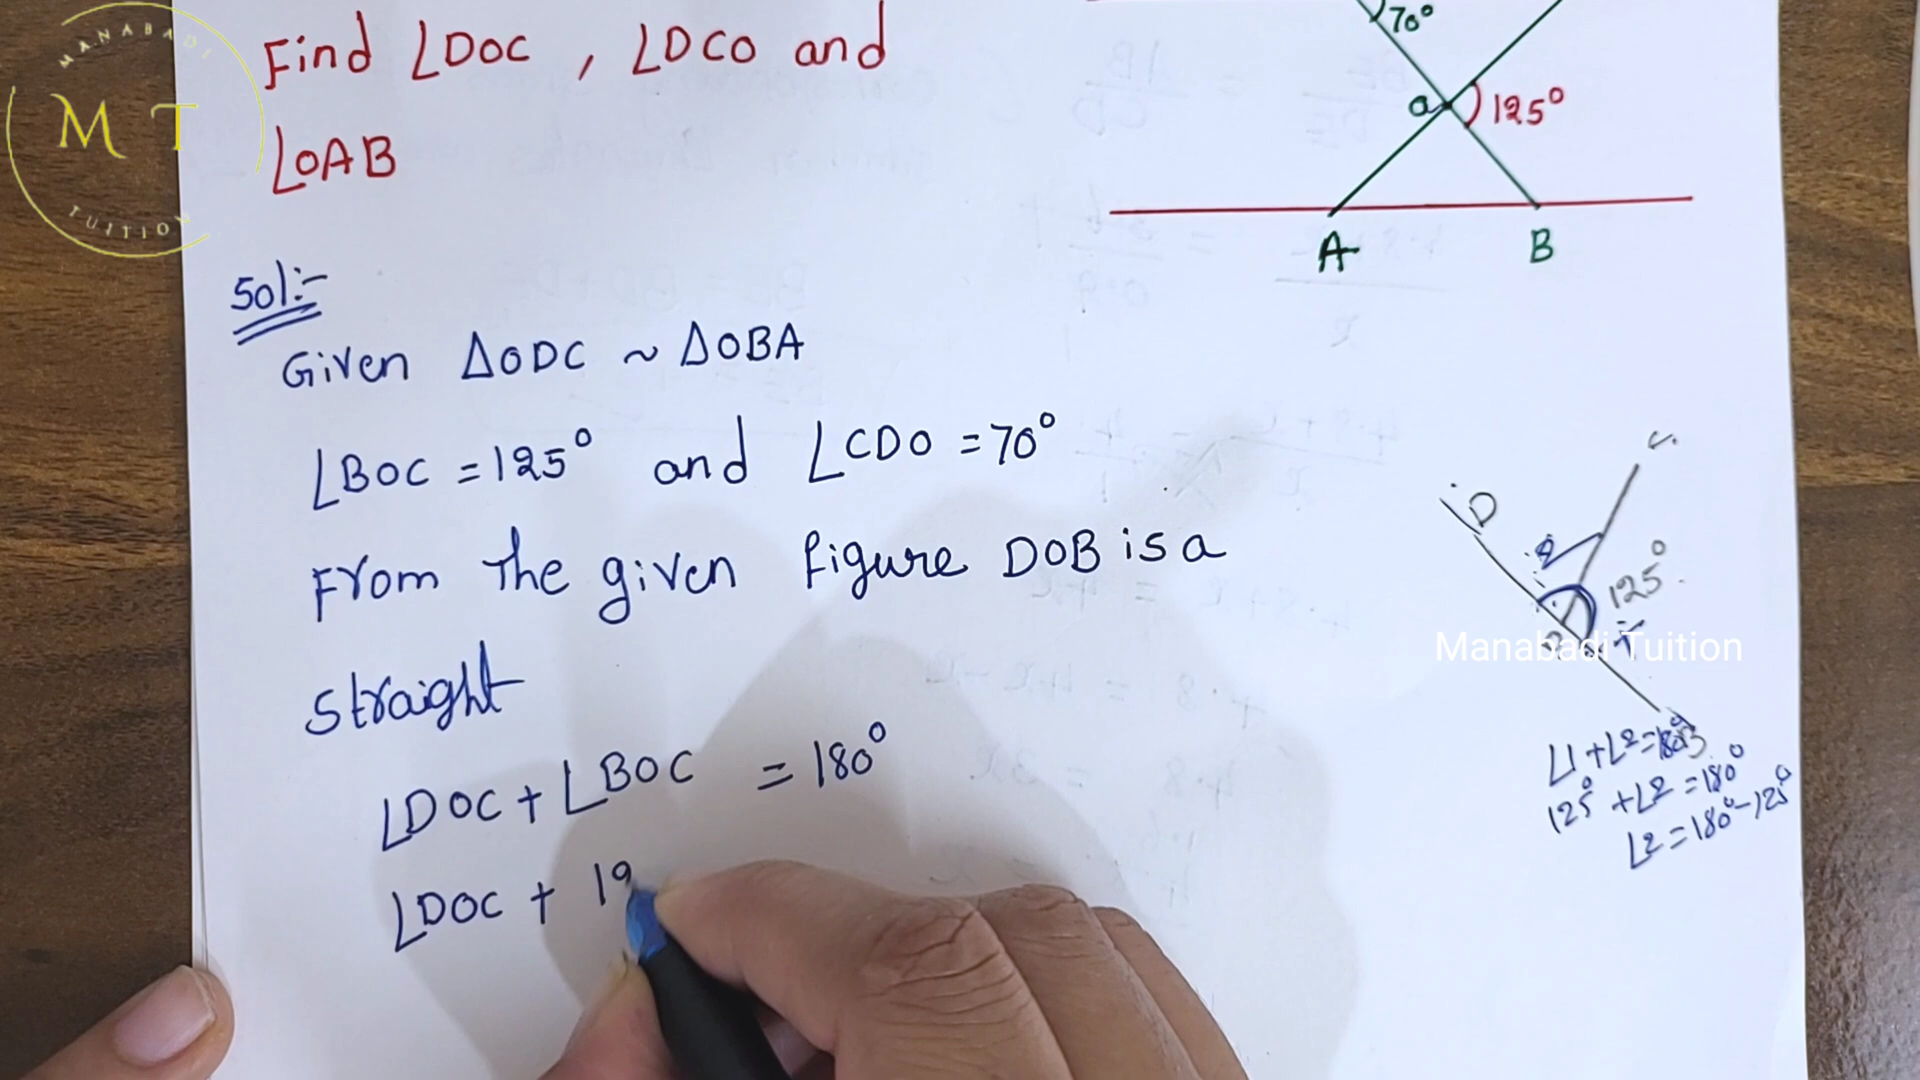 MANABADI
M T
TUITION
Find ∠DOC , ∠DCO and
∠OAB
70°
a
125°
A
B
Sol:-
Given ΔODC ~ ΔOBA
∠BOC = 125° and ∠CDO = 70°
From the given figure DOB is a
straight
∠DOC + ∠BOC = 180°
∠DOC + 12
C
D
2
125°
1
Manabadi Tuition
∠1 + ∠2 = 180°
125° + ∠2 = 180°
∠2 = 180° - 125°